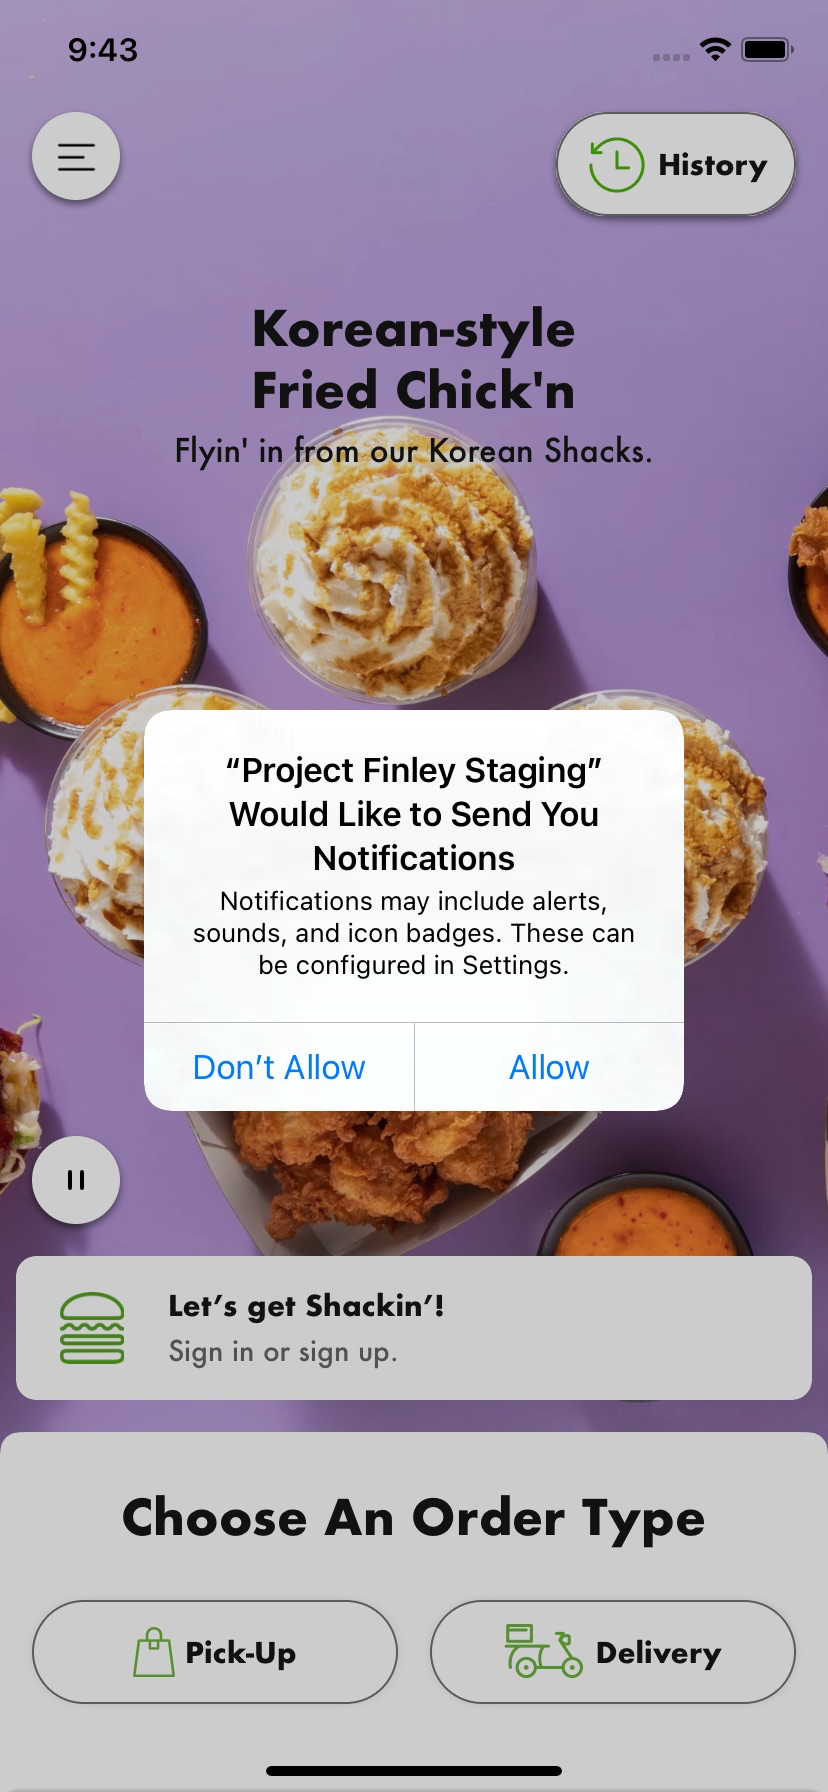 9:43
History
Korean-style
Fried Chick'n
Flyin' in from our Korean Shacks.
“Project Finley Staging”
Would Like to Send You
Notifications
Notifications may include alerts,
sounds, and icon badges. These can
be configured in Settings.
Don’t Allow
Allow
Let’s get Shackin’!
Sign in or sign up.
Choose An Order Type
Pick-Up
Delivery